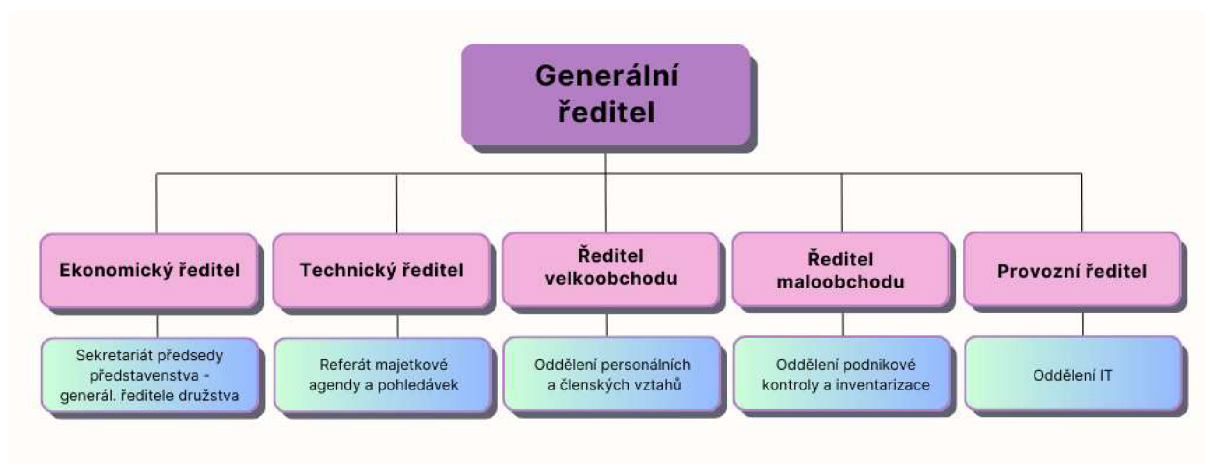 Generální
ředitel
Ekonomický ředitel
Technický ředitel
Ředitel
velkoobchodu
Ředitel
maloobchodu
Provozní ředitel
Sekretariát předsedy
představenstva -
generál. ředitele družstva
Referát majetkové
agendy a pohledávek
Oddělení personálních
a členských vztahů
Oddělení podnikové
kontroly a inventarizace
Oddělení IT